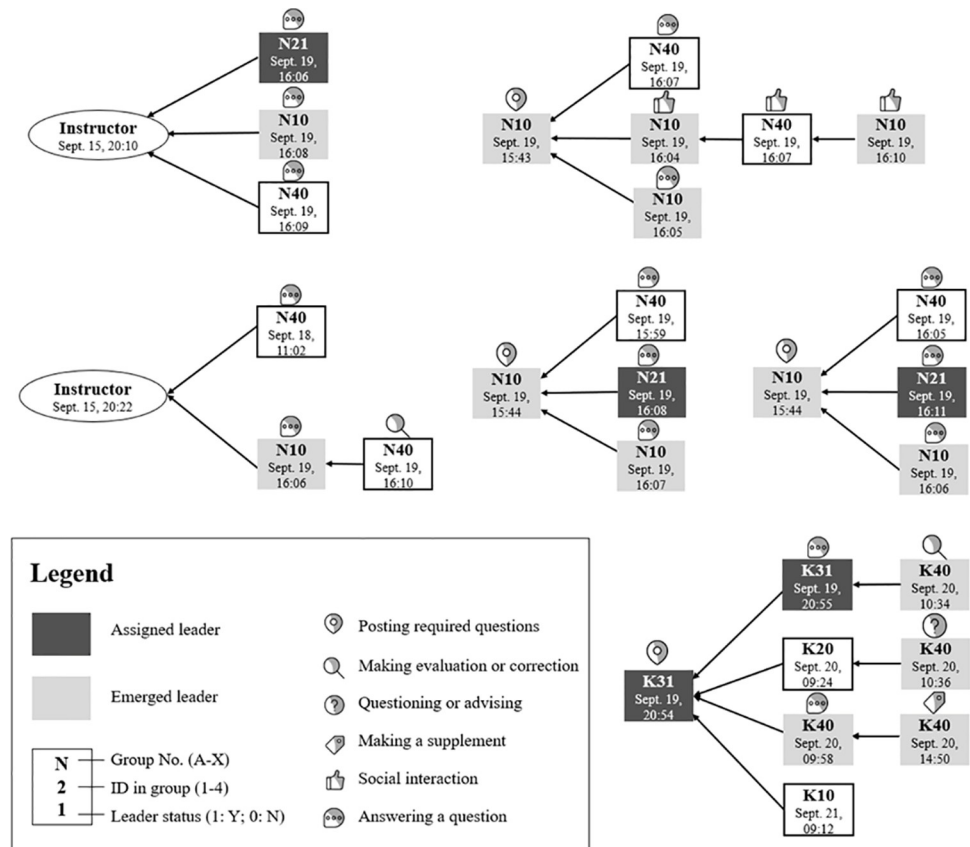 N21
Sept. 19,
16:06
Instructor
Sept. 15, 20:10
N10
Sept. 19,
16:08
N40
Sept. 19,
16:09
N40
Sept. 19,
16:07
N10
Sept. 19,
15:43
N10
Sept. 19,
16:04
N40
Sept. 19,
16:07
N10
Sept. 19,
16:10
N10
Sept. 19,
16:05
N40
Sept. 18,
11:02
Instructor
Sept. 15, 20:22
N10
Sept. 19,
16:06
N40
Sept. 19,
16:10
N40
Sept. 19,
15:59
N10
Sept. 19,
15:44
N21
Sept. 19,
16:08
N10
Sept. 19,
16:07
N40
Sept. 19,
16:05
N10
Sept. 19,
15:44
N21
Sept. 19,
16:11
N10
Sept. 19,
16:06
Legend
Assigned leader
Emerged leader
N
2
1
Group No. (A-X)
ID in group (1-4)
Leader status (1: Y; 0: N)
Posting required questions
Making evaluation or correction
Questioning or advising
Making a supplement
Social interaction
Answering a question
K31
Sept. 19,
20:55
K40
Sept. 20,
10:34
K31
Sept. 19,
20:54
K20
Sept. 20,
09:24
K40
Sept. 20,
10:36
K40
Sept. 20,
09:58
K40
Sept. 20,
14:50
K10
Sept. 21,
09:12